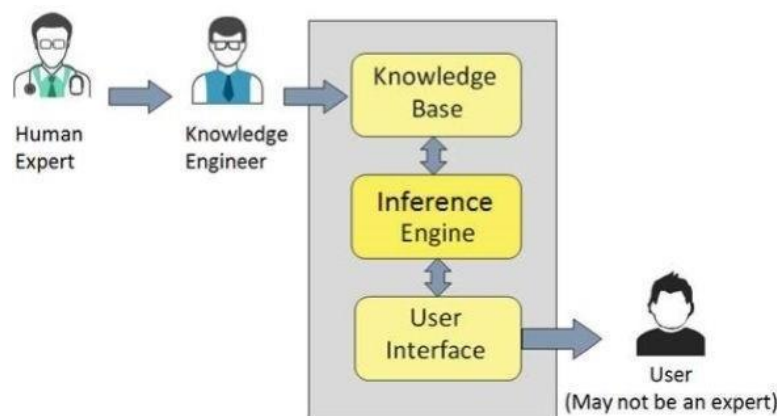 Human
Expert
Knowledge
Engineer
Knowledge
Base
Inference
Engine
User
Interface
User
(May not be an expert)